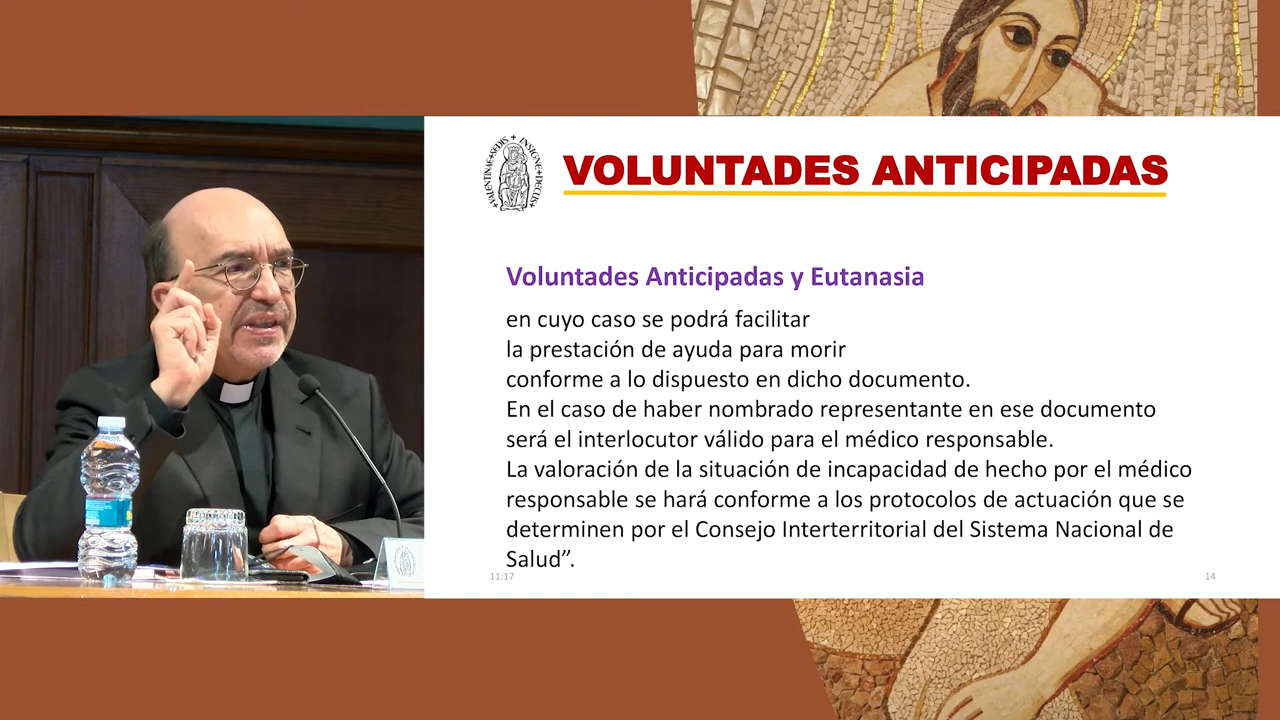 VALENTINAE SEDIS INSIGNE DECUS
VOLUNTADES ANTICIPADAS
Voluntades Anticipadas y Eutanasia
en cuyo caso se podrá facilitar
la prestación de ayuda para morir
conforme a lo dispuesto en dicho documento.
En el caso de haber nombrado representante en ese documento
será el interlocutor válido para el médico responsable.
La valoración de la situación de incapacidad de hecho por el médico
responsable se hará conforme a los protocolos de actuación que se
determinen por el Consejo Interterritorial del Sistema Nacional de
Salud”.
11:17
14